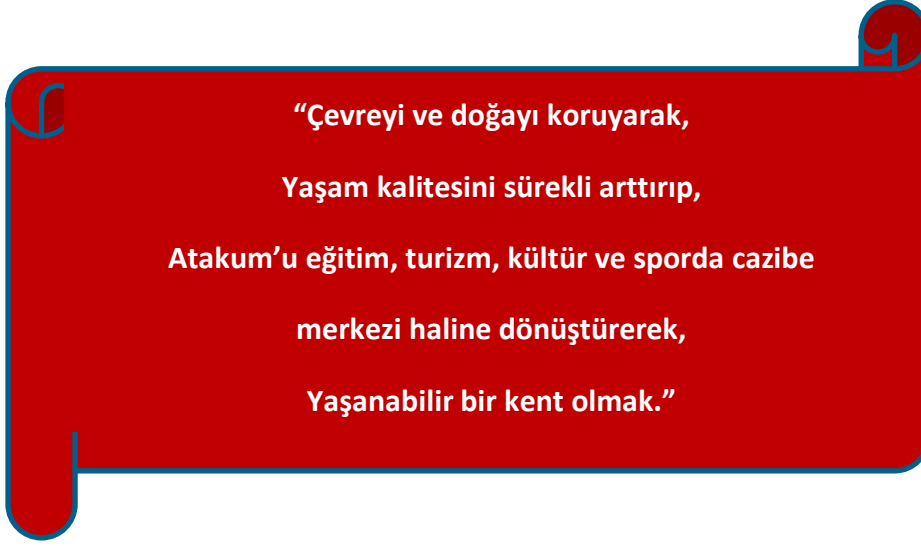 “Çevreyi ve doğayı koruyarak,
Yaşam kalitesini sürekli arttırıp,
Atakum’u eğitim, turizm, kültür ve sporda cazibe
merkezi haline dönüştürerek,
Yaşanabilir bir kent olmak.”